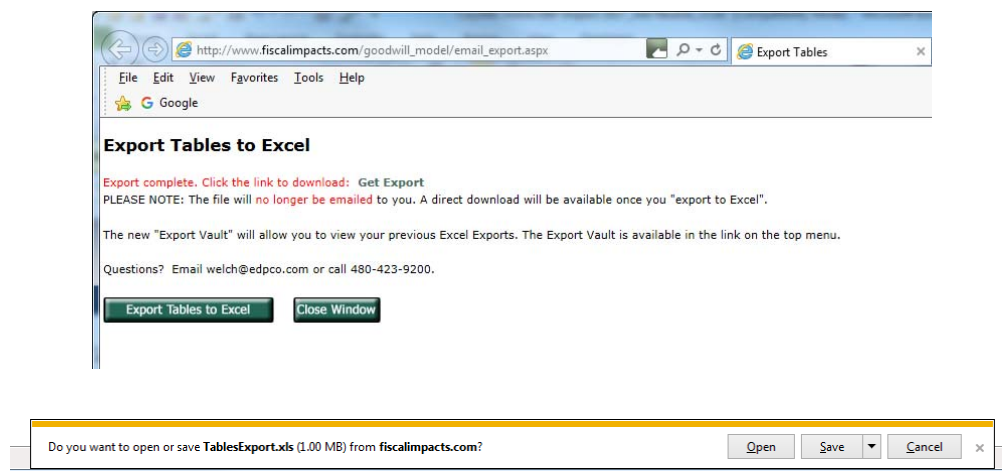 http://www.fiscalimpacts.com/goodwill_model/email_export.aspx
Export Tables
File Edit View Favorites Tools Help
Google
Export Tables to Excel
Export complete. Click the link to download: Get Export
PLEASE NOTE: The file will no longer be emailed to you. A direct download will be available once you "export to Excel".
The new "Export Vault" will allow you to view your previous Excel Exports. The Export Vault is available in the link on the top menu.
Questions? Email welch@edpco.com or call 480-423-9200.
Export Tables to Excel Close Window
Do you want to open or save TablesExport.xls (1.00 MB) from fiscalimpacts.com? Open Save Cancel